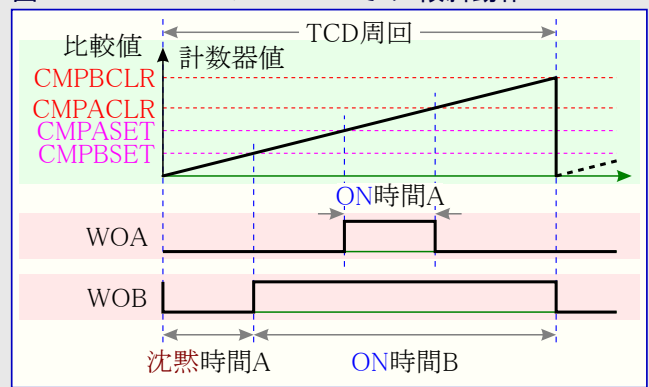 TCD周回
比較値
計数器値
CMPBCLR
CMPACLR
CMPASET
CMPBSET
ON時間A
WOA
WOB
沈黙時間A
ON時間B